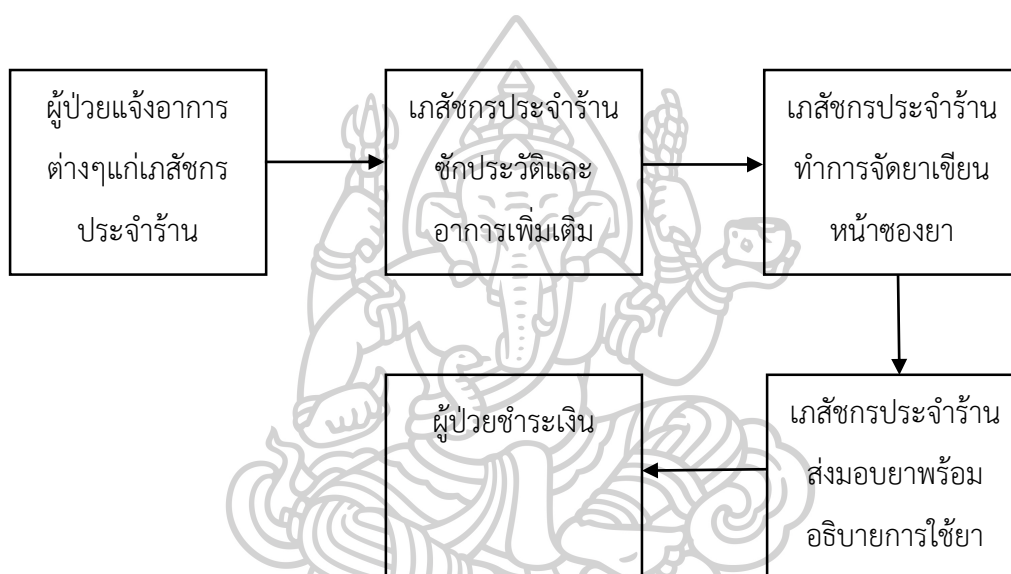 ผู้ป่วยแจ้งอาการ
ต่างๆแก่เภสัชกร
ประจำร้าน
เภสัชกรประจำร้าน
ซักประวัติและ
อาการเพิ่มเติม
เภสัชกรประจำร้าน
ทำการจัดยาเขียน
หน้าซองยา
เภสัชกรประจำร้าน
ส่งมอบยาพร้อม
อธิบายการใช้ยา
ผู้ป่วยชำระเงิน